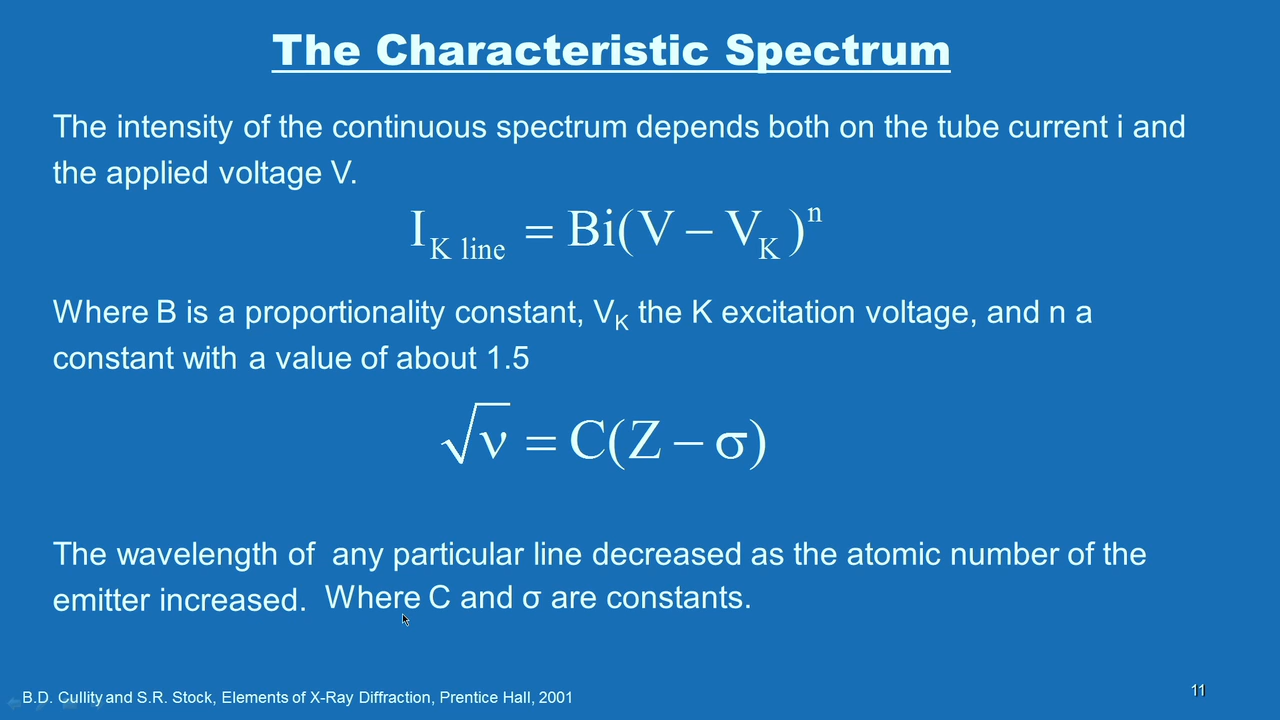 The Characteristic Spectrum
The intensity of the continuous spectrum depends both on the tube current i and
the applied voltage V.
I_{K line} = Bi(V − V_K)^n
Where B is a proportionality constant, V_K the K excitation voltage, and n a
constant with a value of about 1.5
√ν = C(Z − σ)
The wavelength of any particular line decreased as the atomic number of the
emitter increased. Where C and σ are constants.
B.D. Cullity and S.R. Stock, Elements of X-Ray Diffraction, Prentice Hall, 2001
11